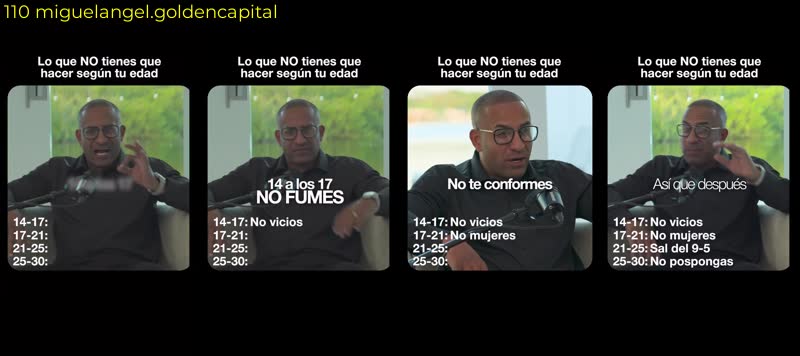 110 miguelangel.goldencapital
Lo que NO tienes que
hacer según tu edad
14-17:
17-21:
21-25:
25-30:
Lo que NO tienes que
hacer según tu edad
14 a los 17
NO FUMES
14-17: No vicios
17-21:
21-25:
25-30:
Lo que NO tienes que
hacer según tu edad
No te conformes
14-17: No vicios
17-21: No mujeres
21-25:
25-30:
Lo que NO tienes que
hacer según tu edad
Así que después
14-17: No vicios
17-21: No mujeres
21-25: Sal del 9-5
25-30: No pospongas